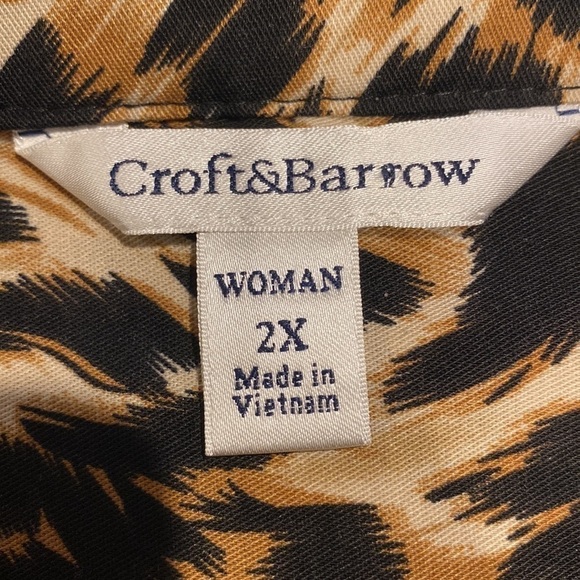 Croft&Barrow
WOMAN
2X
Made in
Vietnam